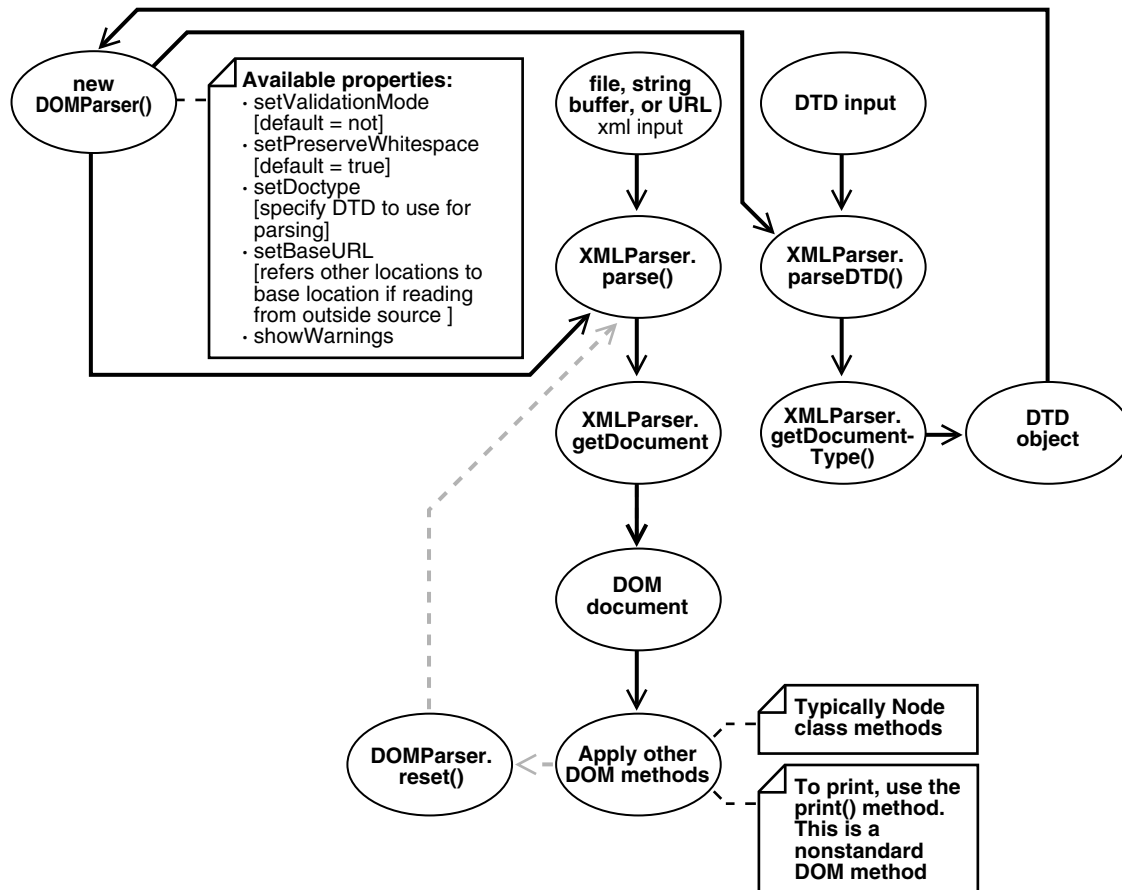 new
DOMParser()
Available properties:
· setValidationMode
[default = not]
· setPreserveWhitespace
[default = true]
· setDoctype
[specify DTD to use for
parsing]
· setBaseURL
[refers other locations to
base location if reading
from outside source ]
· showWarnings
file, string
buffer, or URL
xml input
DTD input
XMLParser.
parse()
XMLParser.
parseDTD()
XMLParser.
getDocument
XMLParser.
getDocument-
Type()
DTD
object
DOM
document
DOMParser.
reset()
Apply other
DOM methods
Typically Node
class methods
To print, use the
print() method.
This is a
nonstandard
DOM method